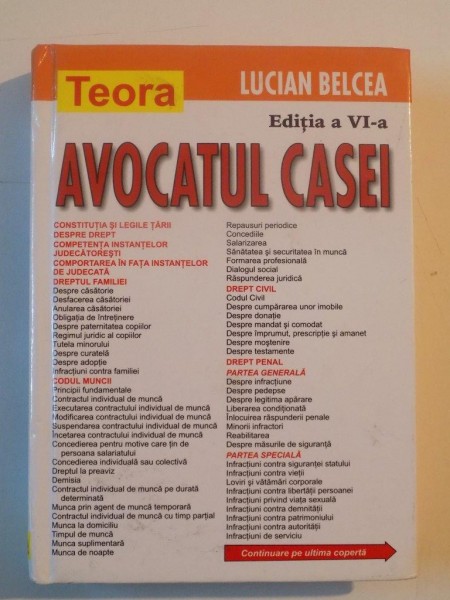 Teora
LUCIAN BELCEA
Ediția a VI-a
AVOCATUL CASEI
CONSTITUȚIA ȘI LEGILE ȚĂRII
DESPRE DREPT
COMPETENȚA INSTANȚELOR
JUDECĂTOREȘTI
COMPORTAREA ÎN FAȚA INSTANȚELOR
DE JUDECATĂ
DREPTUL FAMILIEI
Despre căsătorie
Desfacerea căsătoriei
Anularea căsătoriei
Obligația de întreținere
Despre paternitatea copiilor
Regimul juridic al copiilor
Tutela minorului
Despre curatelă
Despre adopție
Infracțiuni contra familiei
CODUL MUNCII
Principii fundamentale
Contractul individual de muncă
Executarea contractului individual de muncă
Modificarea contractului individual de muncă
Suspendarea contractului individual de muncă
Încetarea contractului individual de muncă
Concedierea pentru motive care țin de
persoana salariatului
Concedierea individuală sau colectivă
Dreptul la preaviz
Demisia
Contractul individual de muncă pe durată
determinată
Munca prin agent de muncă temporară
Contractul individual de muncă cu timp parțial
Munca la domiciliu
Timpul de muncă
Munca suplimentară
Munca de noapte
Repausuri periodice
Concediile
Salarizarea
Sănătatea și securitatea în muncă
Formarea profesională
Dialogul social
Răspunderea juridică
DREPT CIVIL
Codul Civil
Despre cumpărarea unor imobile
Despre donație
Despre mandat și comodat
Despre împrumut, prescripție și amanet
Despre moștenire
Despre testamente
DREPT PENAL
PARTEA GENERALĂ
Despre infracțiune
Despre pedepse
Despre legitima apărare
Liberarea condiționată
Înlocuirea răspunderii penale
Minorii infractori
Reabilitarea
Despre măsurile de siguranță
PARTEA SPECIALĂ
Infracțiuni contra siguranței statului
Infracțiuni contra vieții
Loviri și vătămări corporale
Infracțiuni contra libertății persoanei
Infracțiuni privind viața sexuală
Infracțiuni contra demnității
Infracțiuni contra patrimoniului
Infracțiuni contra autorității
Infracțiuni de serviciu
Continuare pe ultima copertă